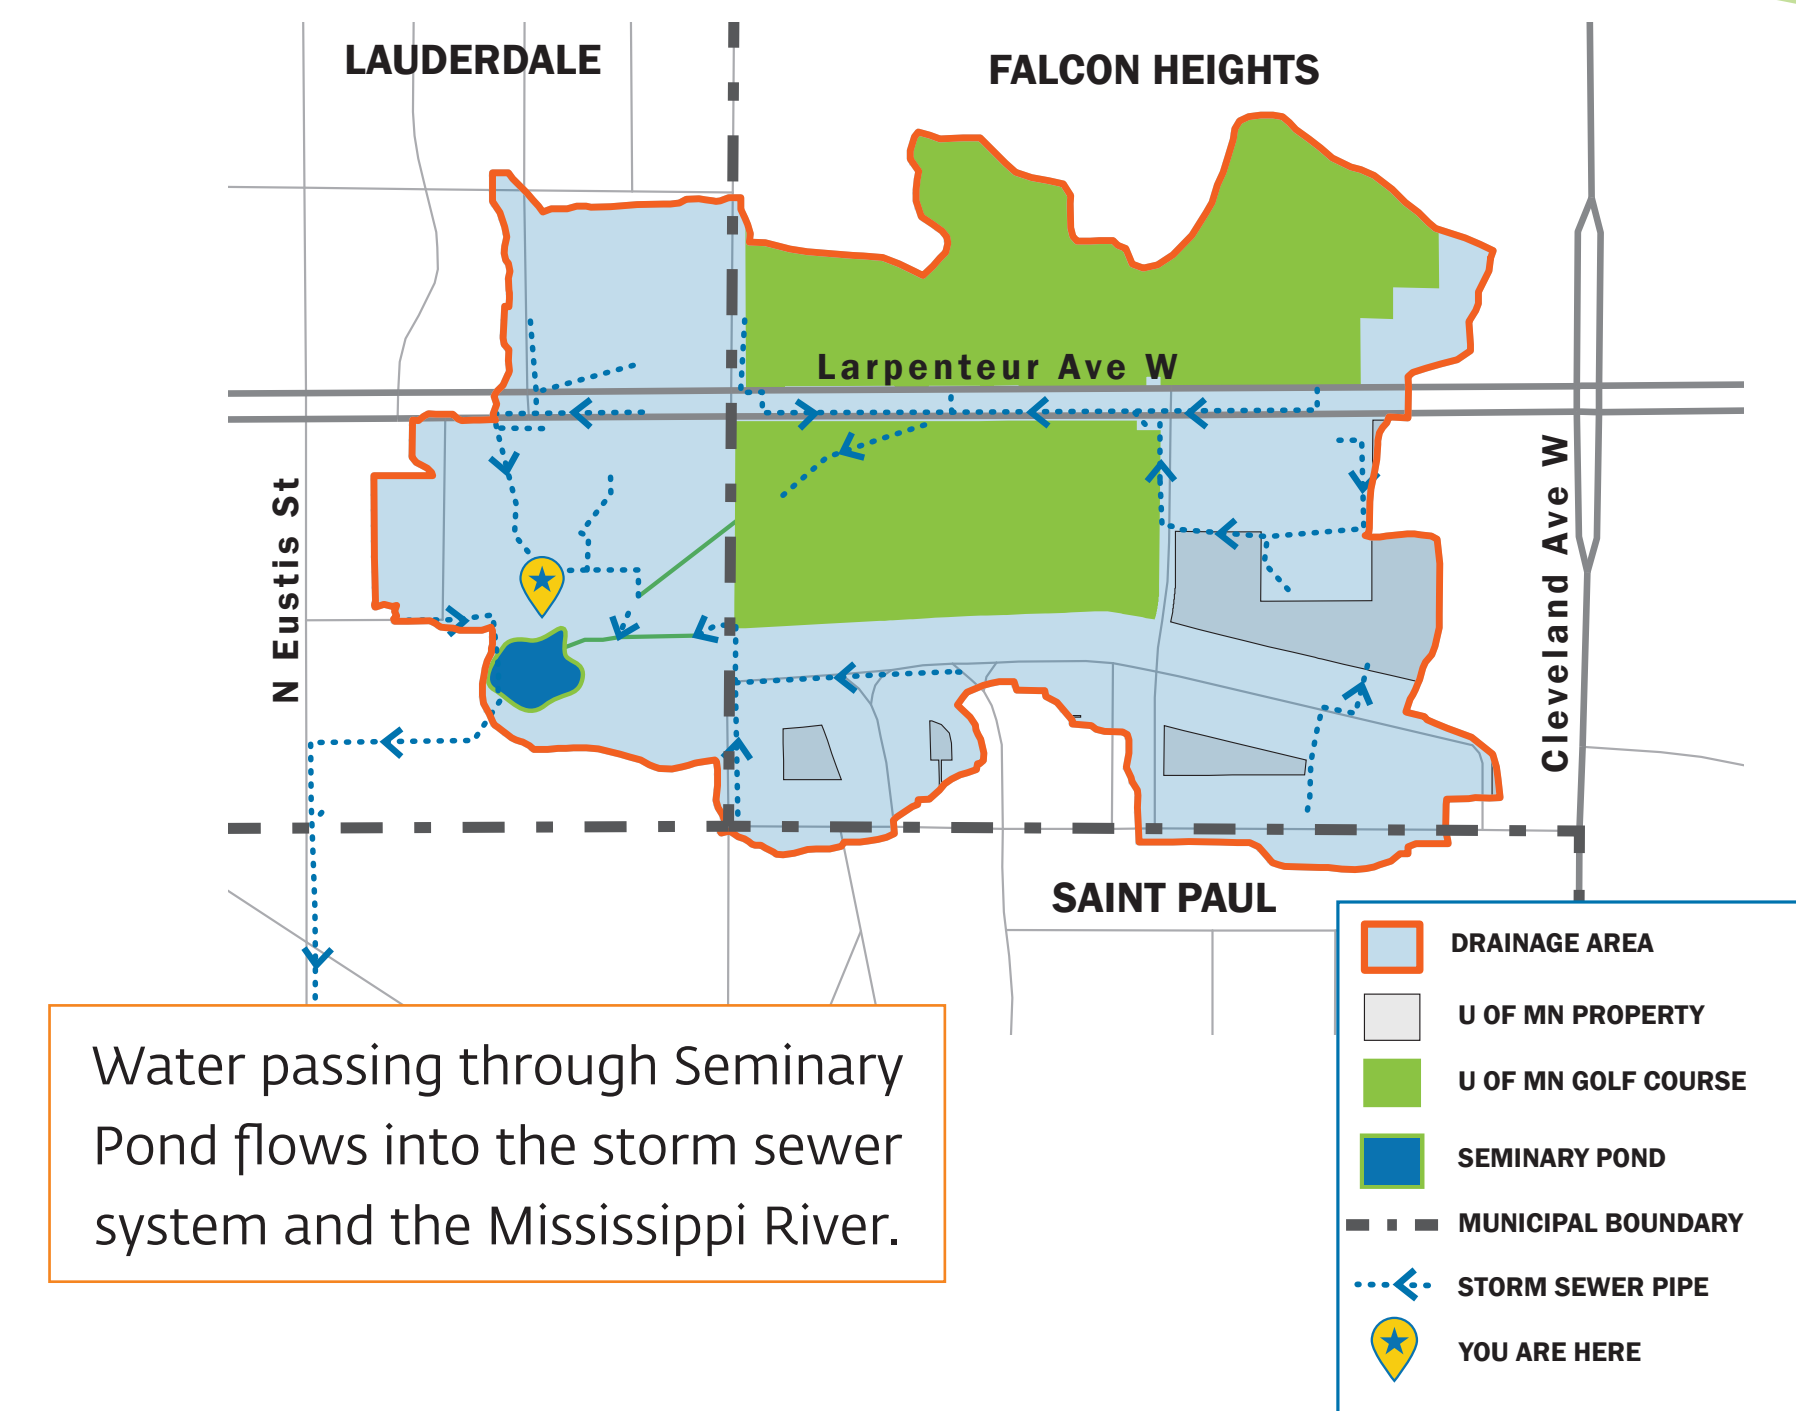 LAUDERDALE
FALCON HEIGHTS
Larpenteur Ave W
N Eustis St
Cleveland Ave W
SAINT PAUL
Water passing through Seminary
Pond flows into the storm sewer
system and the Mississippi River.
DRAINAGE AREA
U OF MN PROPERTY
U OF MN GOLF COURSE
SEMINARY POND
MUNICIPAL BOUNDARY
STORM SEWER PIPE
YOU ARE HERE